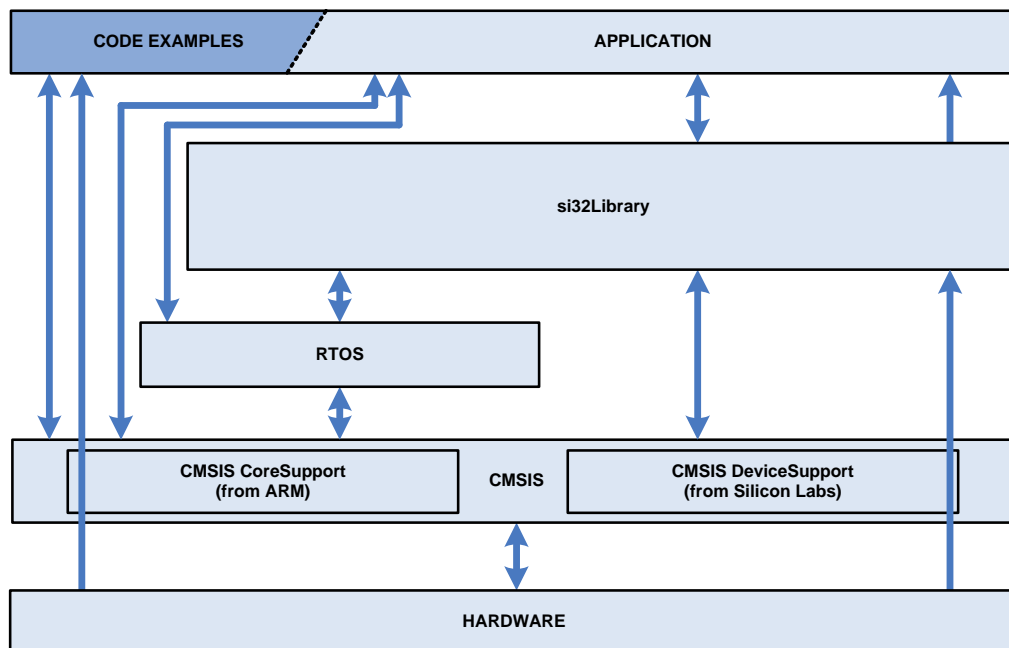 CODE EXAMPLES
APPLICATION
si32Library
RTOS
CMSIS CoreSupport
(from ARM)
CMSIS
CMSIS DeviceSupport
(from Silicon Labs)
HARDWARE